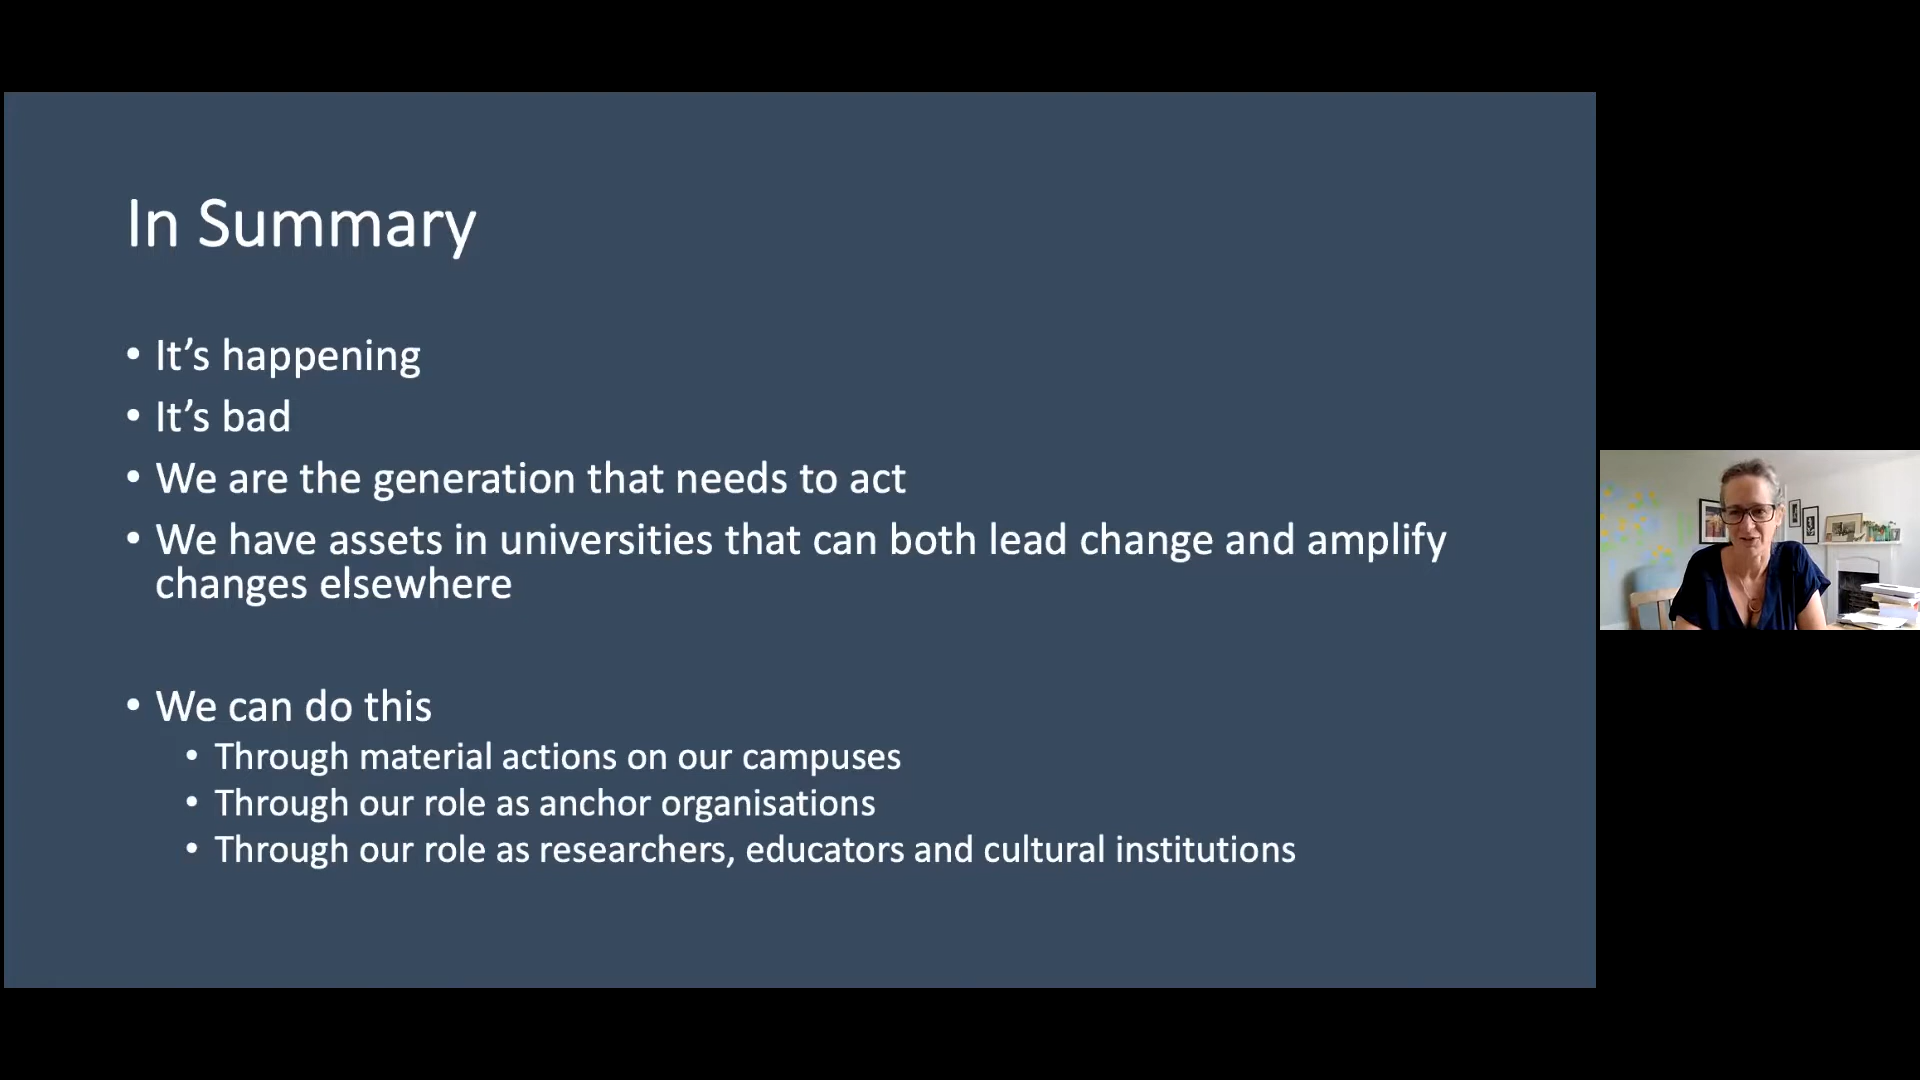 In Summary
• It’s happening
• It’s bad
• We are the generation that needs to act
• We have assets in universities that can both lead change and amplify
changes elsewhere
• We can do this
• Through material actions on our campuses
• Through our role as anchor organisations
• Through our role as researchers, educators and cultural institutions